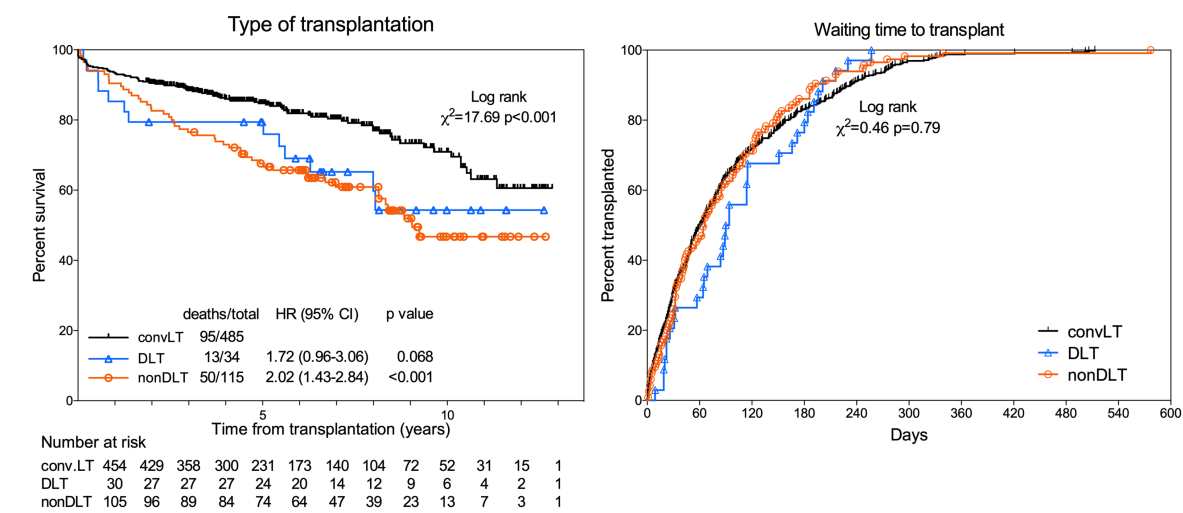 Type of transplantation
100
80
60
40
20
0
Percent survival
Log rank
χ²=17.69 p<0.001
deaths/total HR (95% CI) p value
convLT 95/485
DLT 13/34 1.72 (0.96-3.06) 0.068
nonDLT 50/115 2.02 (1.43-2.84) <0.001
5 10
Time from transplantation (years)
Number at risk
conv.LT 454 429 358 300 231 173 140 104 72 52 31 15 1
DLT 30 27 27 27 24 20 14 12 9 6 4 2 1
nonDLT 105 96 89 84 74 64 47 39 23 13 7 3 1
Waiting time to transplant
100
80
60
40
20
0
Percent transplanted
Log rank
χ²=0.46 p=0.79
convLT
DLT
nonDLT
0 60 120 180 240 300 360 420 480 540 600
Days